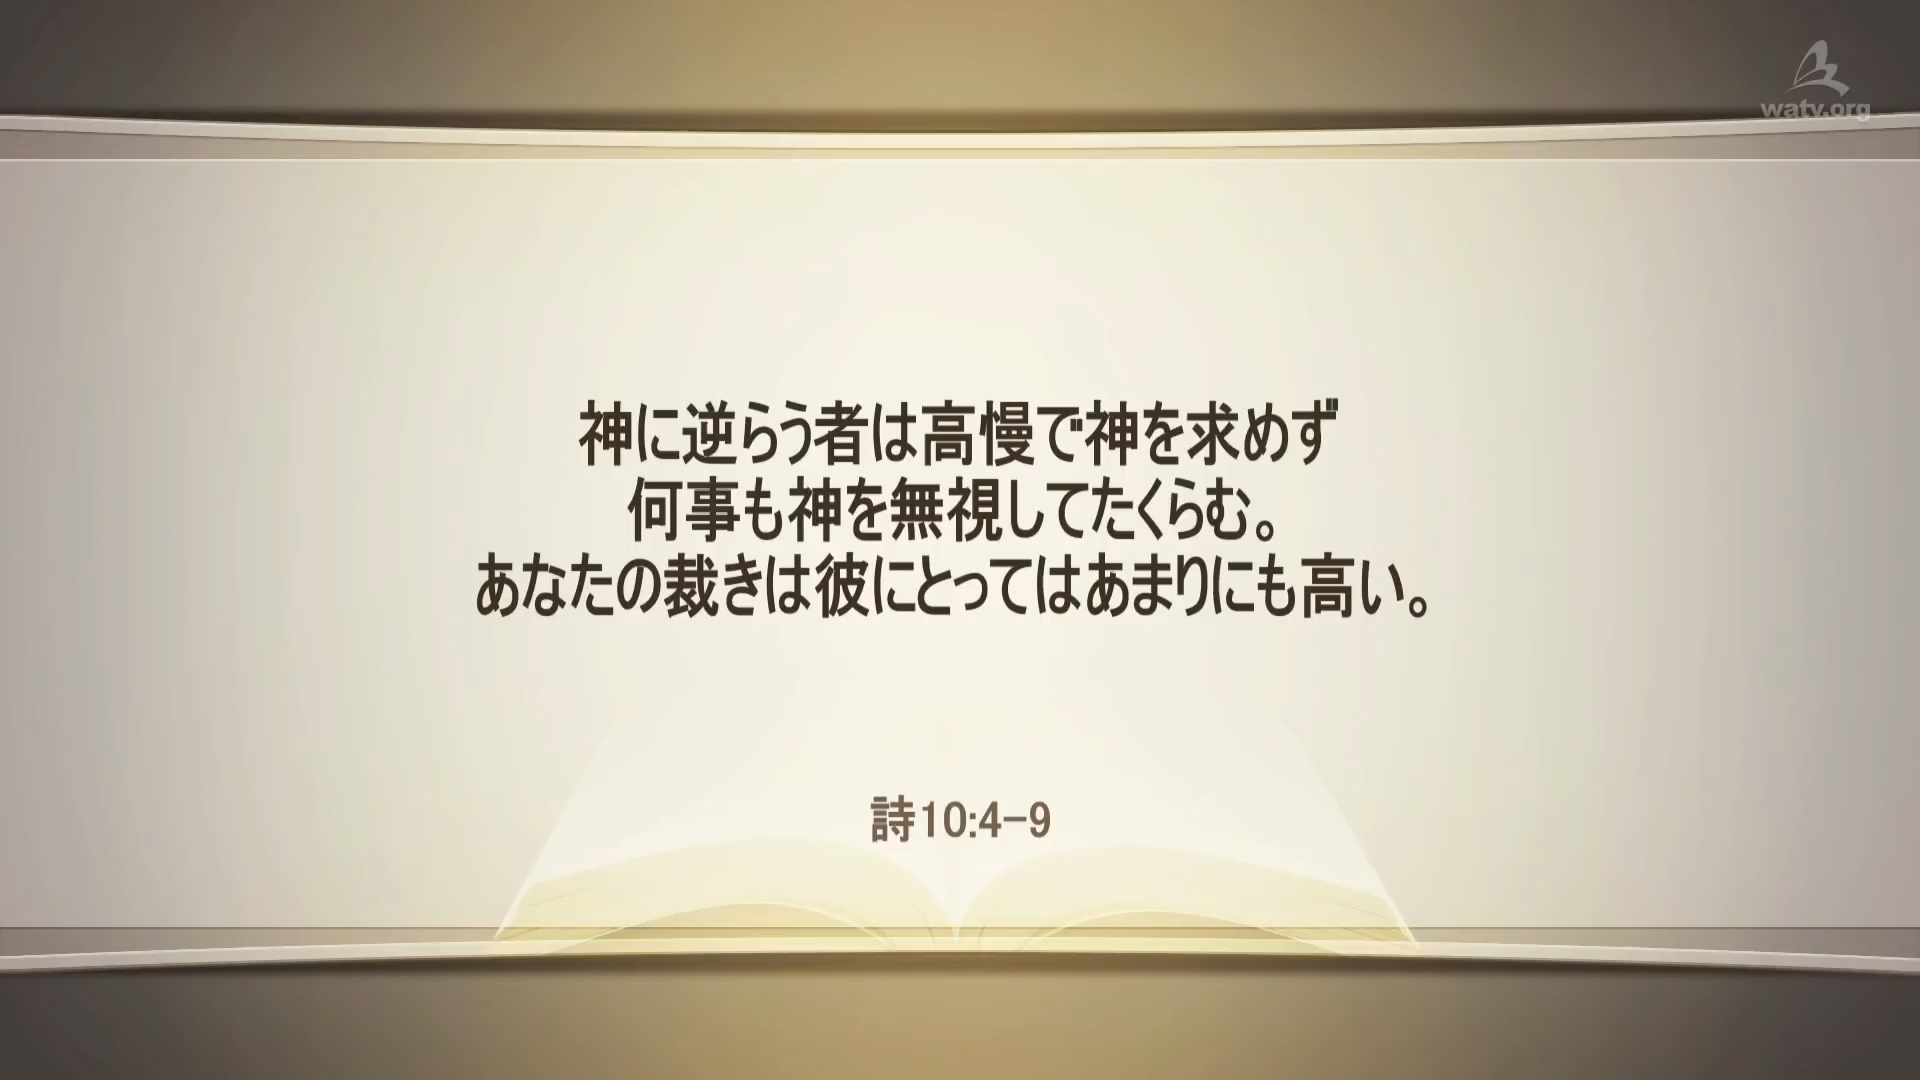 watv.org
神に逆らう者は高慢で神を求めず
何事も神を無視してたくらむ。
あなたの裁きは彼にとってはあまりにも高い。
詩10:4-9